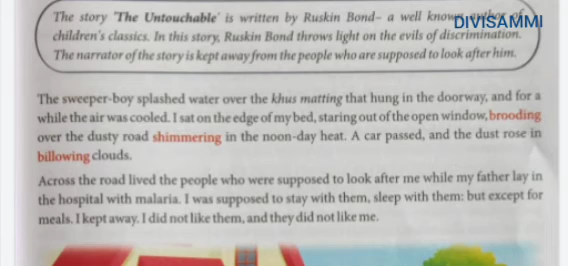 The story 'The Untouchable' is written by Ruskin Bond– a well known author of
DIVISAMMI
children's classics. In this story, Ruskin Bond throws light on the evils of discrimination.
The narrator of the story is kept away from the people who are supposed to look after him.
The sweeper-boy splashed water over the khus matting that hung in the doorway, and for a
while the air was cooled. I sat on the edge of my bed, staring out of the open window, brooding
over the dusty road shimmering in the noon-day heat. A car passed, and the dust rose in
billowing clouds.
Across the road lived the people who were supposed to look after me while my father lay in
the hospital with malaria. I was supposed to stay with them, sleep with them: but except for
meals. I kept away. I did not like them, and they did not like me.